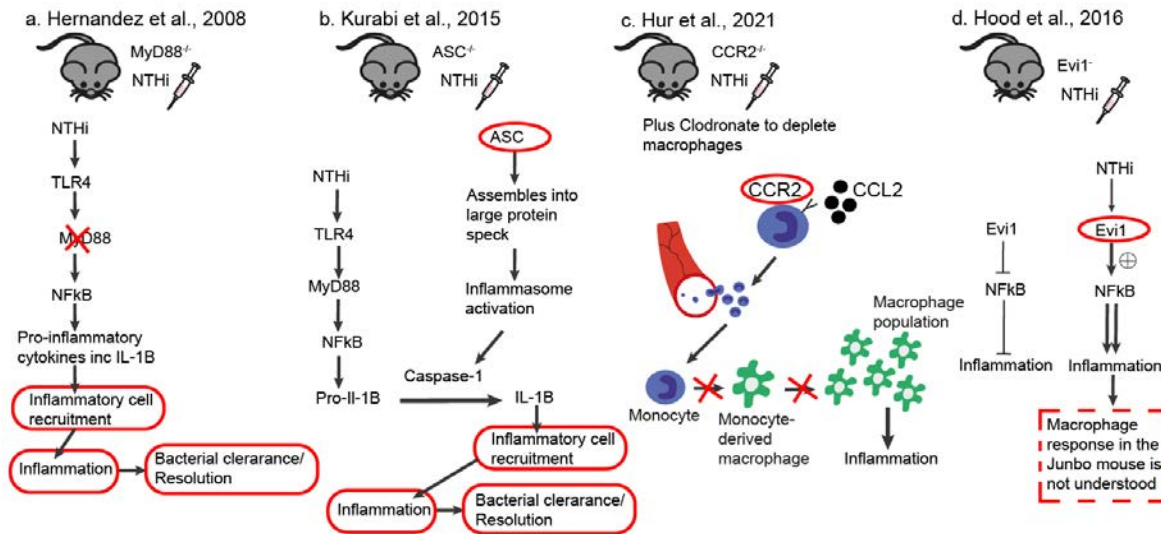 a. Hernandez et al., 2008
MyD88-/-
NTHi
NTHi
TLR4
MyD88
NFkB
Pro-inflammatory
cytokines inc IL-1B
Inflammatory cell
recruitment
Inflammation
Bacterial clerarance/
Resolution
b. Kurabi et al., 2015
ASC-/-
NTHi
ASC
Assembles into
large protein
speck
Inflammasome
activation
NTHi
TLR4
MyD88
NFkB
Caspase-1
Pro-Il-1B
IL-1B
Inflammatory cell
recruitment
Inflammation
Bacterial clerarance/
Resolution
c. Hur et al., 2021
CCR2-/-
NTHi
Plus Clodronate to deplete
macrophages
CCR2
CCL2
Macrophage
population
Monocyte
Monocyte-
derived
macrophage
Inflammation
d. Hood et al., 2016
Evi1-
NTHi
Evi1
NFkB
Inflammation
NTHi
Evi1
NFkB
Inflammation
Macrophage
response in the
Junbo mouse is
not understood